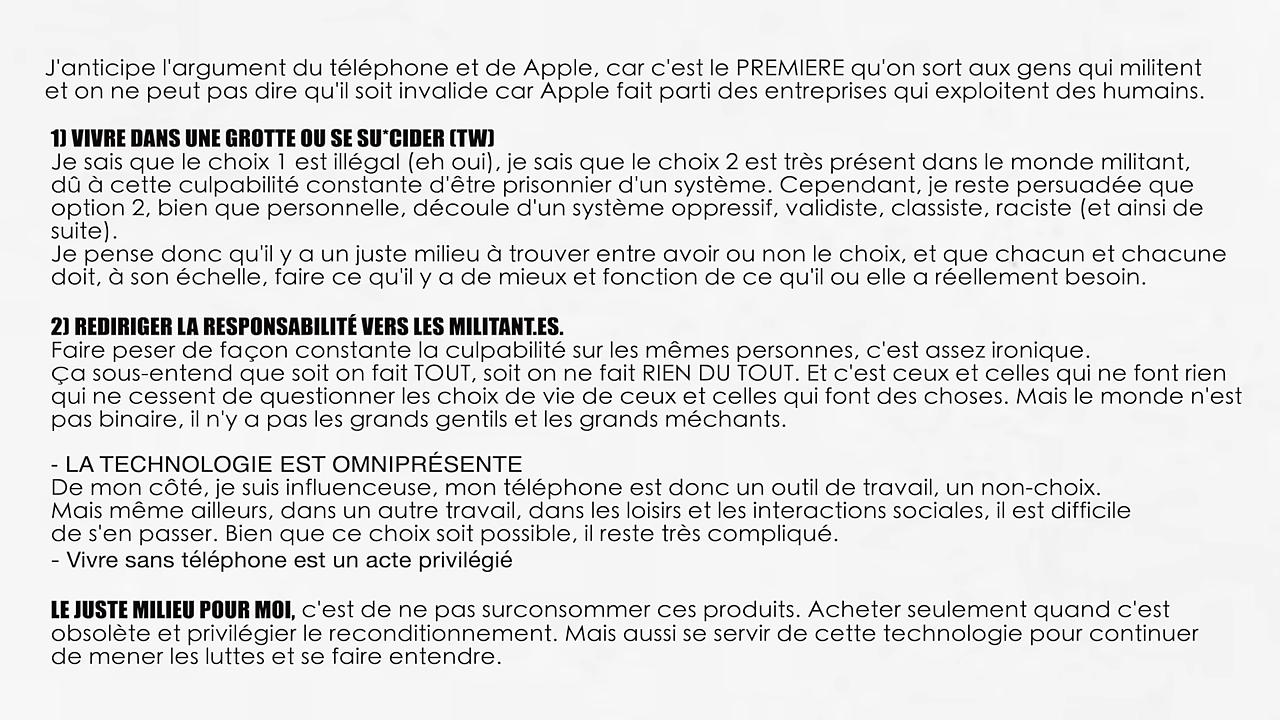 J'anticipe l'argument du téléphone et de Apple, car c'est le PREMIERE qu'on sort aux gens qui militent
et on ne peut pas dire qu'il soit invalide car Apple fait parti des entreprises qui exploitent des humains.
1) VIVRE DANS UNE GROTTE OU SE SU*CIDER (TW)
Je sais que le choix 1 est illégal (eh oui), je sais que le choix 2 est très présent dans le monde militant,
dû à cette culpabilité constante d'être prisonnier d'un système. Cependant, je reste persuadée que
option 2, bien que personnelle, découle d'un système oppressif, validiste, classiste, raciste (et ainsi de
suite).
Je pense donc qu'il y a un juste milieu à trouver entre avoir ou non le choix, et que chacun et chacune
doit, à son échelle, faire ce qu'il y a de mieux et fonction de ce qu'il ou elle a réellement besoin.
2) REDIRIGER LA RESPONSABILITÉ VERS LES MILITANT.ES.
Faire peser de façon constante la culpabilité sur les mêmes personnes, c'est assez ironique.
Ça sous-entend que soit on fait TOUT, soit on ne fait RIEN DU TOUT. Et c'est ceux et celles qui ne font rien
qui ne cessent de questionner les choix de vie de ceux et celles qui font des choses. Mais le monde n'est
pas binaire, il n'y a pas les grands gentils et les grands méchants.
- LA TECHNOLOGIE EST OMNIPRÉSENTE
De mon côté, je suis influenceuse, mon téléphone est donc un outil de travail, un non-choix.
Mais même ailleurs, dans un autre travail, dans les loisirs et les interactions sociales, il est difficile
de s'en passer. Bien que ce choix soit possible, il reste très compliqué.
- Vivre sans téléphone est un acte privilégié
LE JUSTE MILIEU POUR MOI, c'est de ne pas surconsommer ces produits. Acheter seulement quand c'est
obsolète et privilégier le reconditionnement. Mais aussi se servir de cette technologie pour continuer
de mener les luttes et se faire entendre.